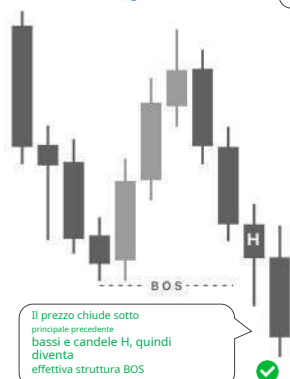 H
BOS
Il prezzo chiude sotto
principale precedente
bassi e candele H, quindi
diventa
effettiva struttura BOS